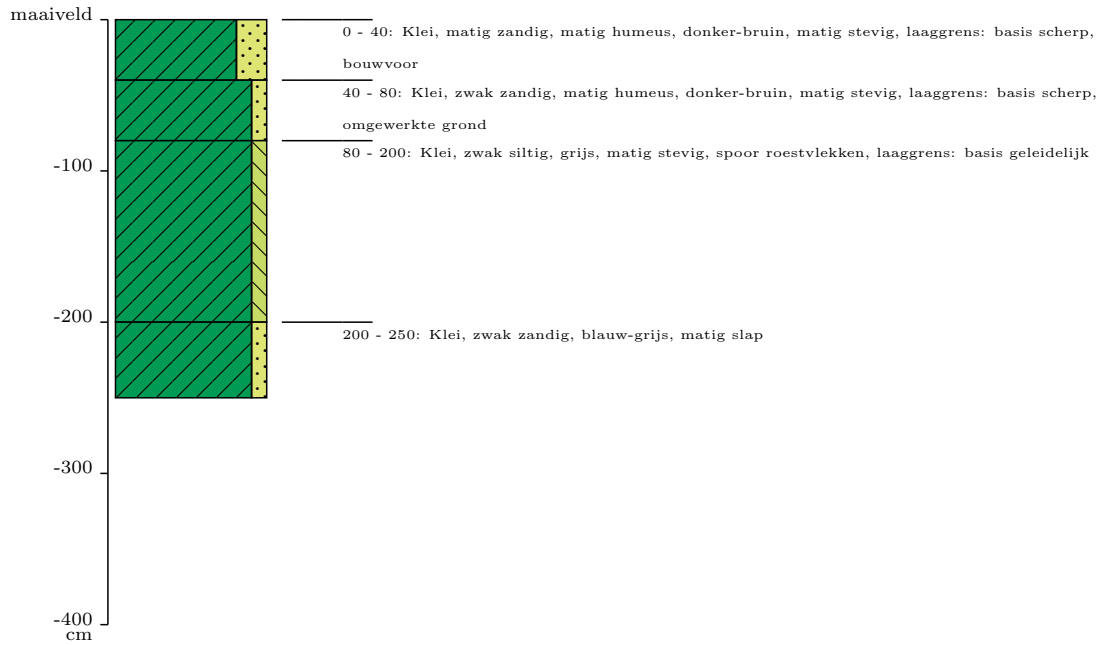 maaiveld
0 - 40: Klei, matig zandig, matig humeus, donker-bruin, matig stevig, laaggrens: basis scherp,
bouwvoor
40 - 80: Klei, zwak zandig, matig humeus, donker-bruin, matig stevig, laaggrens: basis scherp,
omgewerkte grond
80 - 200: Klei, zwak siltig, grijs, matig stevig, spoor roestvlekken, laaggrens: basis geleidelijk
-100
-200
200 - 250: Klei, zwak zandig, blauw-grijs, matig slap
-300
-400
cm